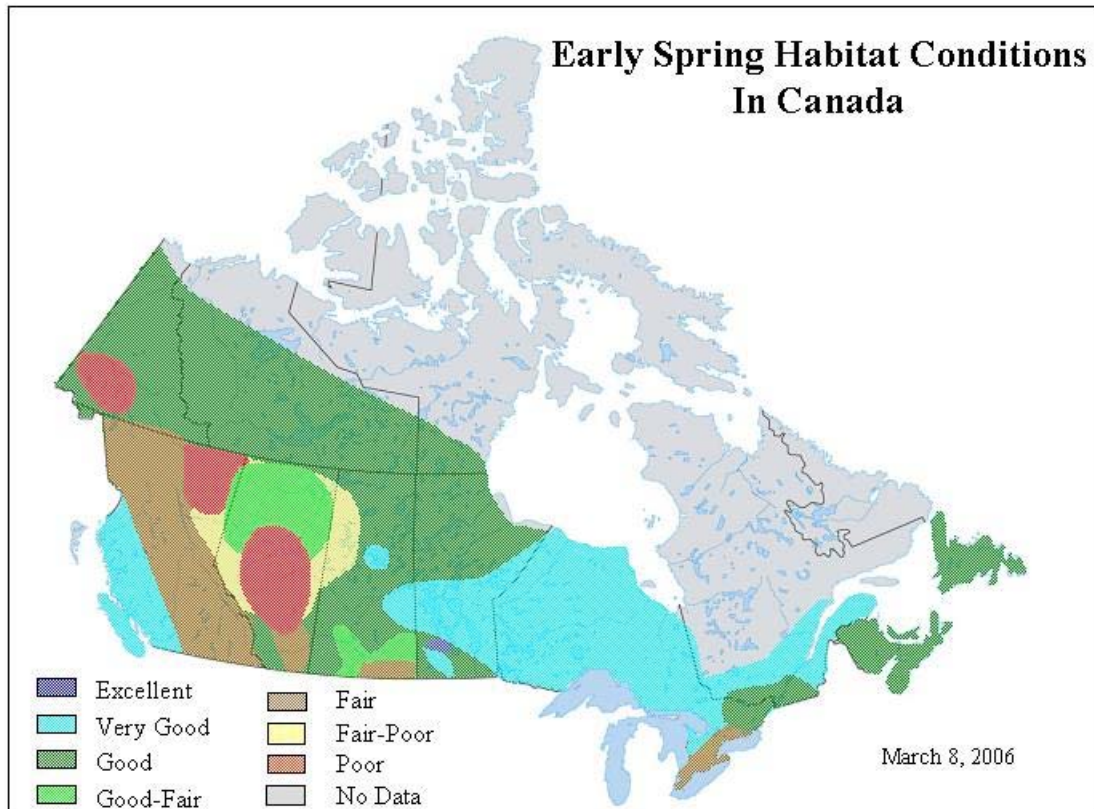 Early Spring Habitat Conditions
In Canada
Excellent
Very Good
Good
Good-Fair
Fair
Fair-Poor
Poor
No Data
March 8, 2006